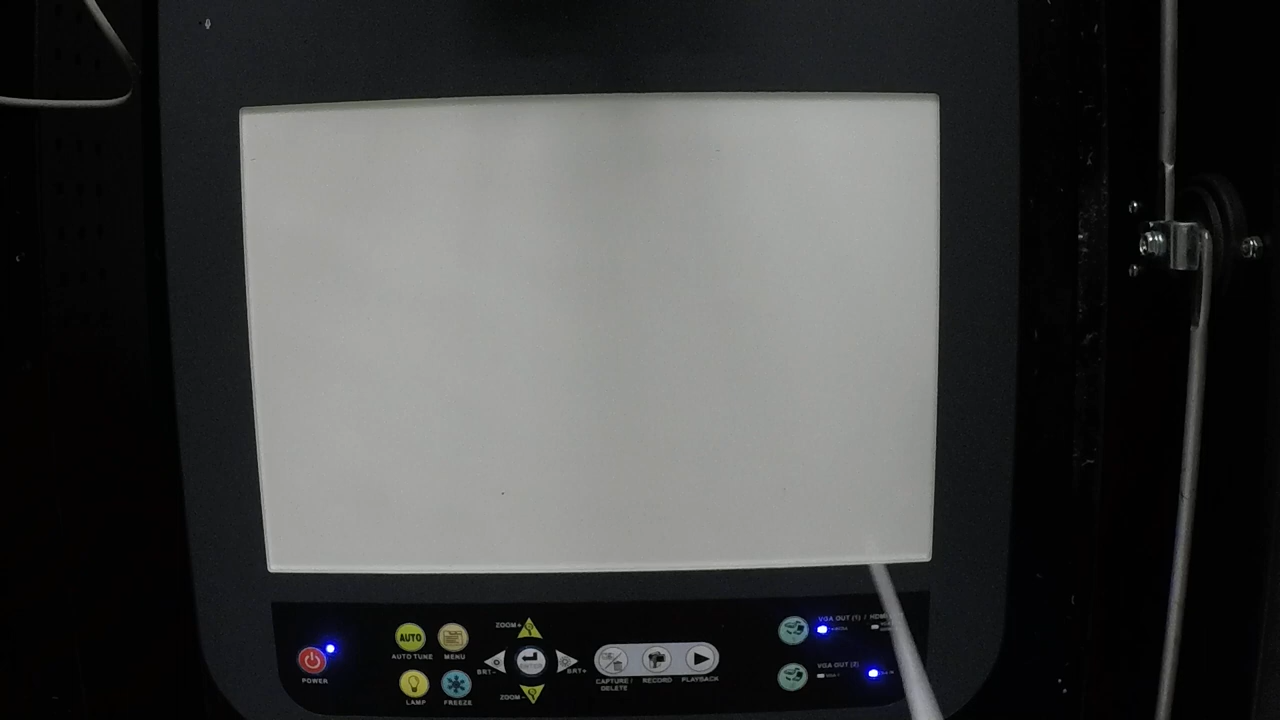 VGA OUT (1) / HDMI
ZOOM+
AUTO
AUTO TUNE
MENU
ENTER
BRT-
BRT+
VGA OUT (2)
POWER
CAPTURE /
DELETE
RECORD
PLAYBACK
ZOOM-
LAMP
FREEZE